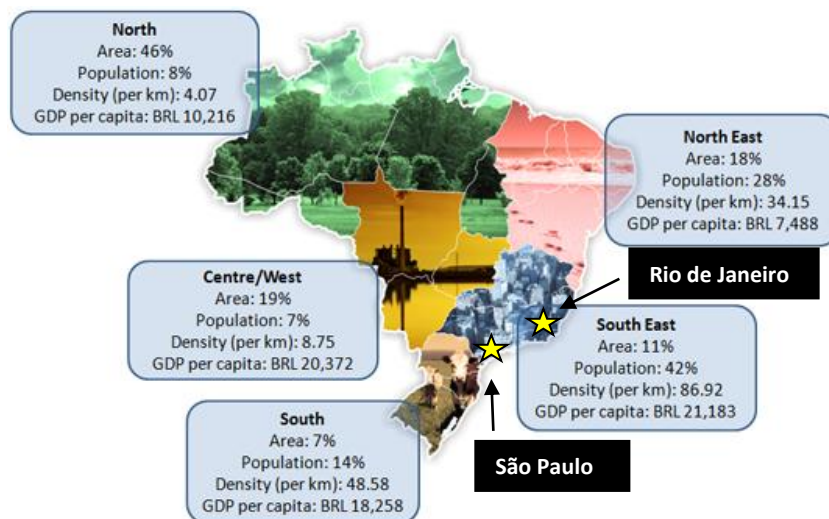 North
Area: 46%
Population: 8%
Density (per km): 4.07
GDP per capita: BRL 10,216
North East
Area: 18%
Population: 28%
Density (per km): 34.15
GDP per capita: BRL 7,488
Rio de Janeiro
Centre/West
Area: 19%
Population: 7%
Density (per km): 8.75
GDP per capita: BRL 20,372
South East
Area: 11%
Population: 42%
Density (per km): 86.92
GDP per capita: BRL 21,183
South
Area: 7%
Population: 14%
Density (per km): 48.58
GDP per capita: BRL 18,258
São Paulo